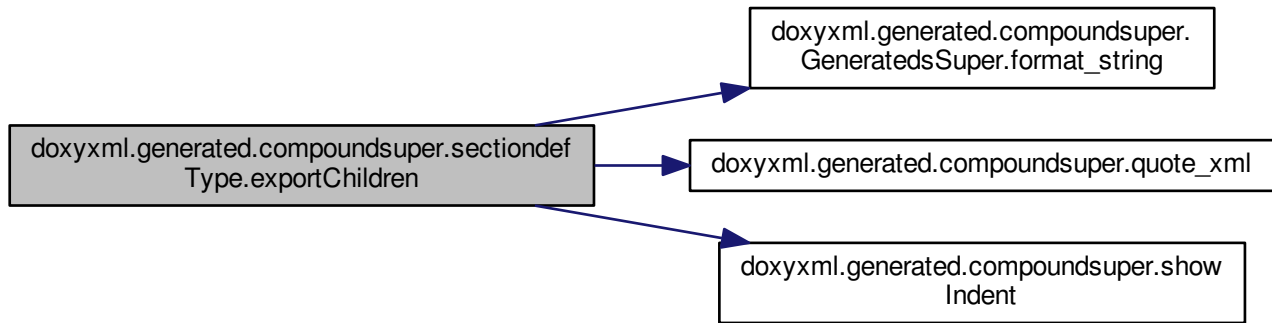 doxyxml.generated.compoundsuper.
GeneratedsSuper.format_string
doxyxml.generated.compoundsuper.sectiondef
Type.exportChildren
doxyxml.generated.compoundsuper.quote_xml
doxyxml.generated.compoundsuper.show
Indent